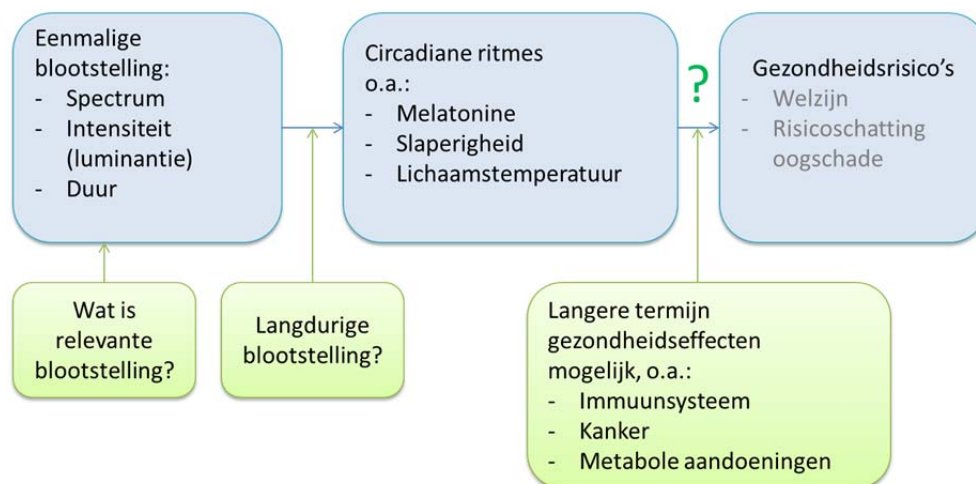 Eenmalige
blootstelling:
- Spectrum
- Intensiteit
(luminantie)
- Duur
Circadiane ritmes
o.a.:
- Melatonine
- Slaperigheid
- Lichaamstemperatuur
?
Gezondheidsrisico’s
- Welzijn
- Risicoschatting
oogschade
Wat is
relevante
blootstelling?
Langdurige
blootstelling?
Langere termijn
gezondheidseffecten
mogelijk, o.a.:
- Immuunsysteem
- Kanker
- Metabole aandoeningen